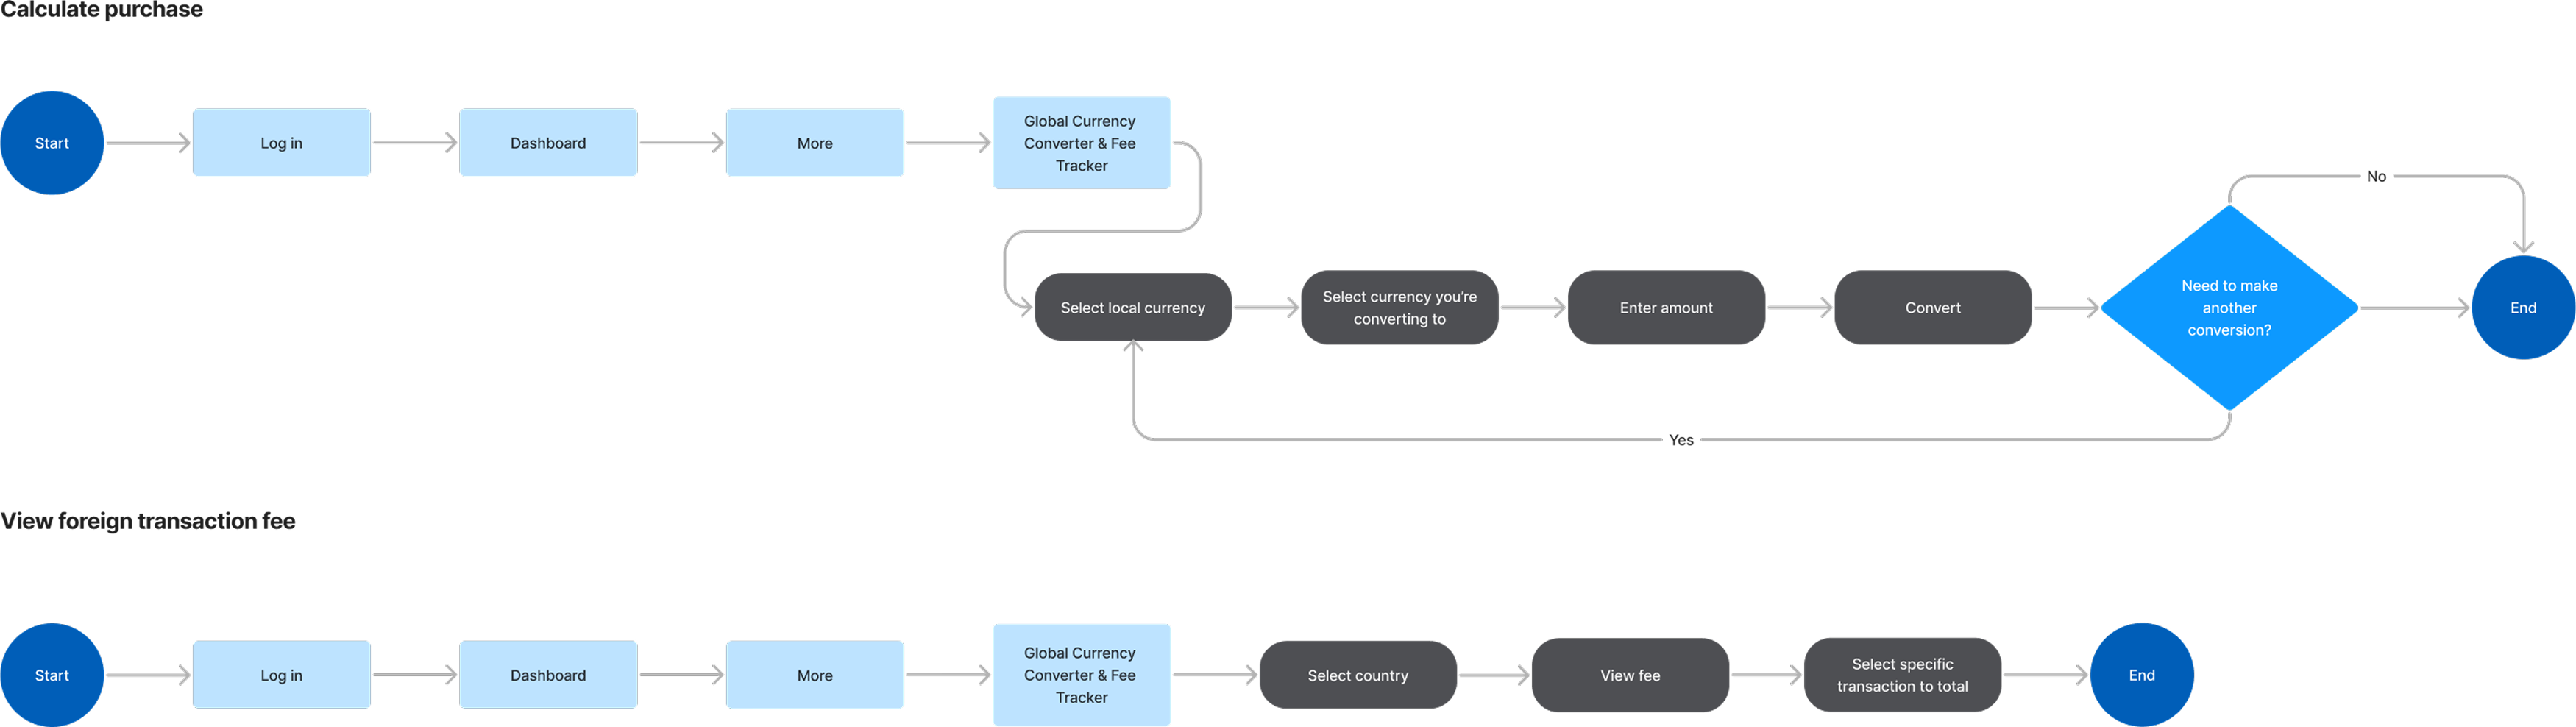 Calculate purchase
Start
Log in
Dashboard
More
Global Currency
Converter & Fee
Tracker
No
Select local currency
Select currency you’re
converting to
Enter amount
Convert
Need to make
another
conversion?
End
Yes
View foreign transaction fee
Start
Log in
Dashboard
More
Global Currency
Converter & Fee
Tracker
Select country
View fee
Select specific
transaction to total
End